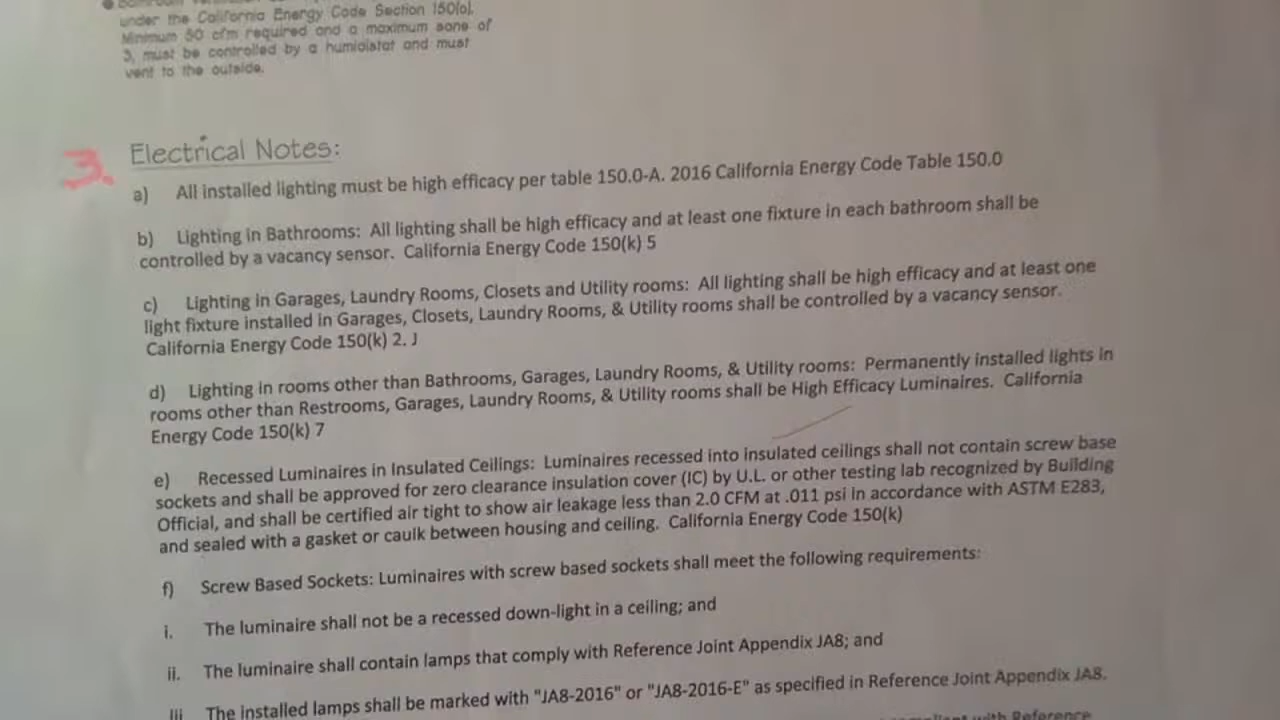 under the California Energy Code Section 150(o).
Minimum 50 cfm required and a maximum sone of
3, must be controlled by a humidistat and must
vent to the outside.
3.
Electrical Notes:
a) All installed lighting must be high efficacy per table 150.0-A. 2016 California Energy Code Table 150.0
b) Lighting in Bathrooms: All lighting shall be high efficacy and at least one fixture in each bathroom shall be
controlled by a vacancy sensor. California Energy Code 150(k) 5
c) Lighting in Garages, Laundry Rooms, Closets and Utility rooms: All lighting shall be high efficacy and at least one
light fixture installed in Garages, Closets, Laundry Rooms, & Utility rooms shall be controlled by a vacancy sensor.
California Energy Code 150(k) 2. J
d) Lighting in rooms other than Bathrooms, Garages, Laundry Rooms, & Utility rooms: Permanently installed lights in
rooms other than Restrooms, Garages, Laundry Rooms, & Utility rooms shall be High Efficacy Luminaires. California
Energy Code 150(k) 7
e) Recessed Luminaires in Insulated Ceilings: Luminaires recessed into insulated ceilings shall not contain screw base
sockets and shall be approved for zero clearance insulation cover (IC) by U.L. or other testing lab recognized by Building
Official, and shall be certified air tight to show air leakage less than 2.0 CFM at .011 psi in accordance with ASTM E283,
and sealed with a gasket or caulk between housing and ceiling. California Energy Code 150(k)
f) Screw Based Sockets: Luminaires with screw based sockets shall meet the following requirements:
i. The luminaire shall not be a recessed down-light in a ceiling; and
ii. The luminaire shall contain lamps that comply with Reference Joint Appendix JA8; and
iii The installed lamps shall be marked with "JA8-2016" or "JA8-2016-E" as specified in Reference Joint Appendix JA8.
with Reference